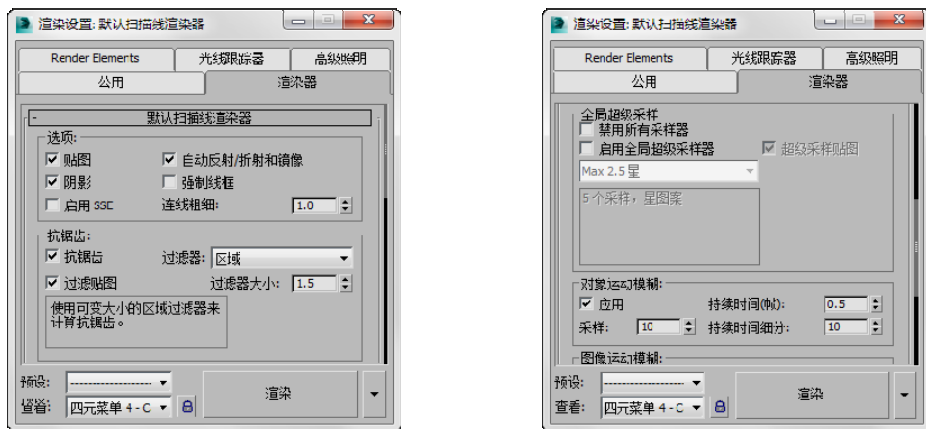 渲染设置: 默认扫描线渲染器
Render Elements 光线跟踪器 高级照明
公用 渲染器
- 默认扫描线渲染器
选项:
贴图 自动反射/折射和镜像
阴影 强制线框
启用 SSE 连线粗细: 1.0
抗锯齿:
抗锯齿 过滤器: 区域
过滤贴图 过滤器大小: 1.5
使用可变大小的区域过滤器来
计算抗锯齿。
预设: --------------------
查看: 四元菜单 4 - C
渲染
渲染设置: 默认扫描线渲染器
Render Elements 光线跟踪器 高级照明
公用 渲染器
全局超级采样
禁用所有采样器
启用全局超级采样器 超级采样贴图
Max 2.5 星
5 个采样，星图案
对象运动模糊:
应用 持续时间(帧): 0.5
采样: 10 持续时间细分: 10
图像运动模糊:
预设: --------------------
查看: 四元菜单 4 - C
渲染